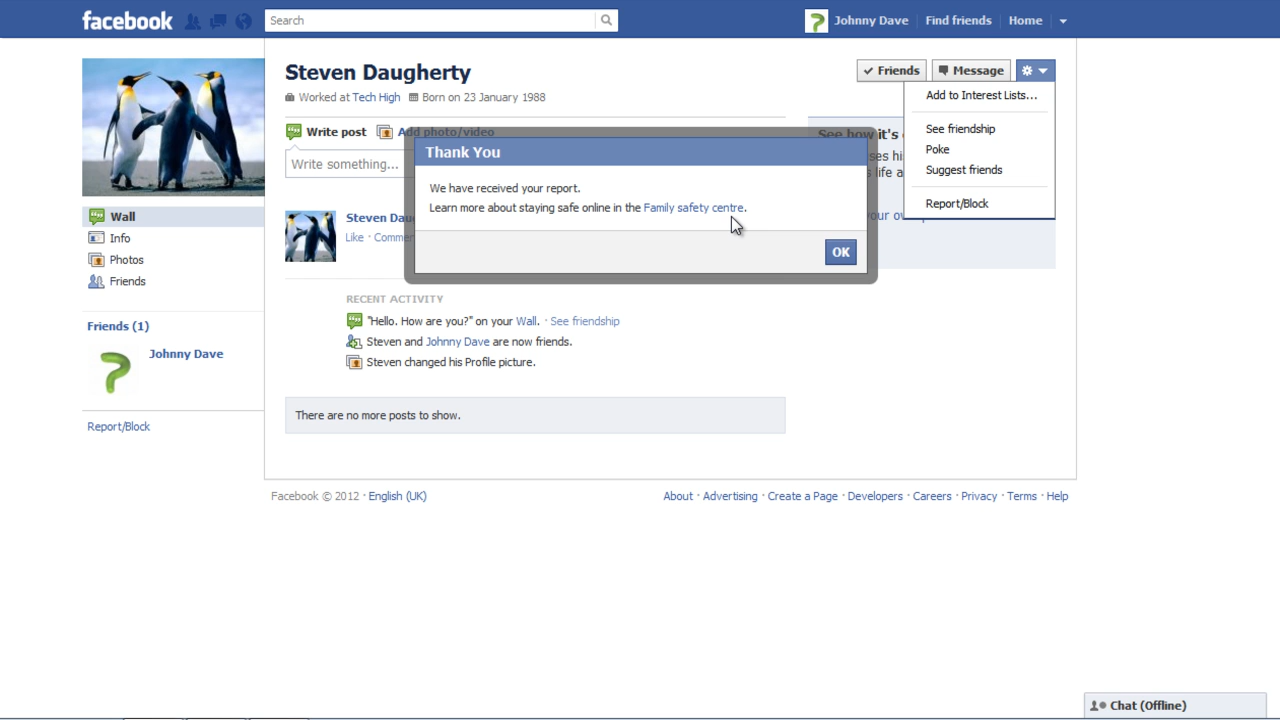 facebook
Search
Johnny Dave
Find friends
Home
Steven Daugherty
Friends
Message
Worked at Tech High
Born on 23 January 1988
Add to Interest Lists...
See friendship
Poke
Suggest friends
Report/Block
Write post
Add photo/video
See how it's
Write something...
Thank You
We have received your report.
Learn more about staying safe online in the Family safety centre.
OK
Wall
Info
Photos
Friends
Steven
Like ·
Friends (1)
Johnny Dave
Report/Block
RECENT ACTIVITY
"Hello. How are you?" on your Wall. · See friendship
Steven and Johnny Dave are now friends.
Steven changed his Profile picture.
There are no more posts to show.
Facebook © 2012 · English (UK)
About · Advertising · Create a Page · Developers · Careers · Privacy · Terms · Help
Chat (Offline)